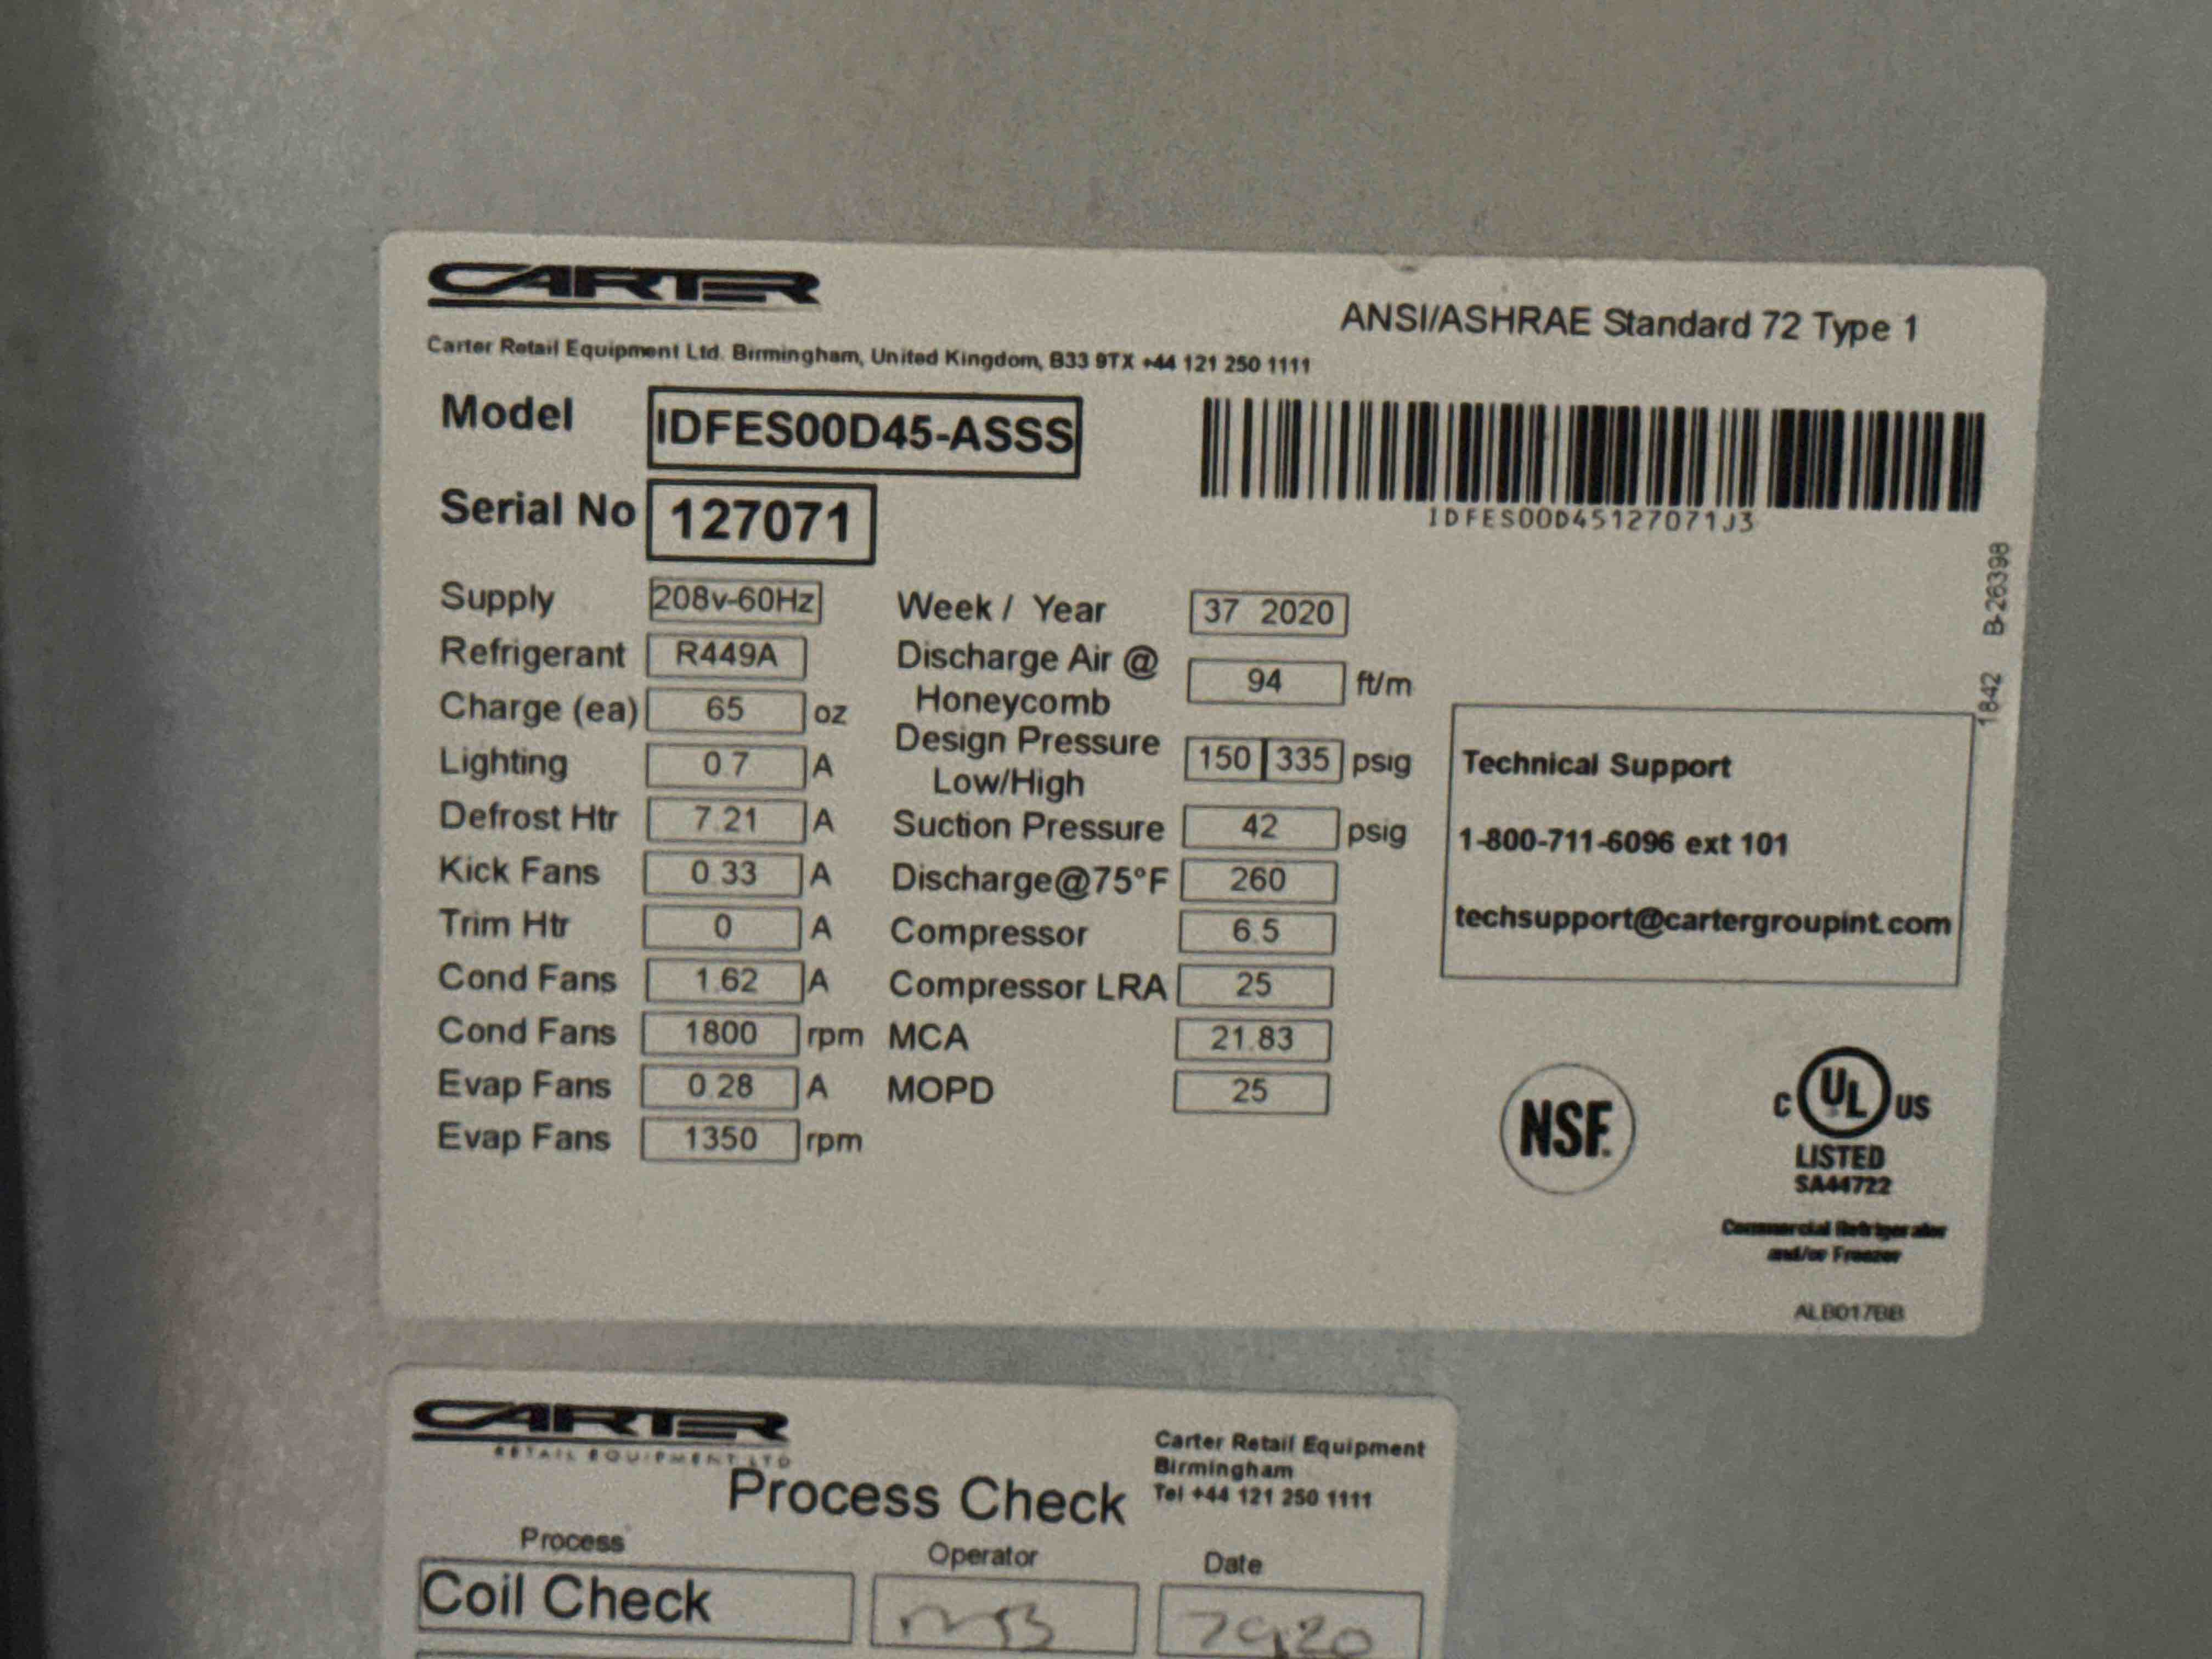 CARTER
ANSI/ASHRAE Standard 72 Type 1
Carter Retail Equipment Ltd. Birmingham, United Kingdom, B33 9TX +44 121 250 1111
Model IDFES00D45-ASSS
IDFES00D45127071J3
Serial No 127071
1842 B-26398
Supply 208v-60Hz
Refrigerant R449A
Charge (ea) 65 oz
Lighting 0.7 A
Defrost Htr 7.21 A
Kick Fans 0.33 A
Trim Htr 0 A
Cond Fans 1.62 A
Cond Fans 1800 rpm
Evap Fans 0.28 A
Evap Fans 1350 rpm
Week / Year 37 2020
Discharge Air @
Honeycomb 94 ft/m
Design Pressure
Low/High 150 335 psig
Suction Pressure 42 psig
Discharge@75°F 260
Compressor 6.5
Compressor LRA 25
MCA 21.83
MOPD 25
Technical Support
1-800-711-6096 ext 101
techsupport@cartergroupint.com
NSF.
C UL US
LISTED
SA44722
Commercial Refrigerator
and/or Freezer
ALB017BB
CARTER
RETAIL EQUIPMENT LTD
Process Check
Carter Retail Equipment
Birmingham
Tel +44 121 250 1111
Process Operator Date
Coil Check 7920